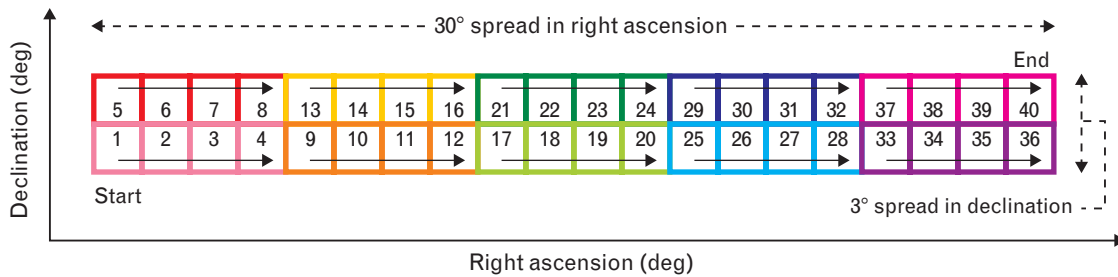 30° spread in right ascension
End
5 6 7 8 13 14 15 16 21 22 23 24 29 30 31 32 37 38 39 40
1 2 3 4 9 10 11 12 17 18 19 20 25 26 27 28 33 34 35 36
Start
3° spread in declination
Declination (deg)
Right ascension (deg)